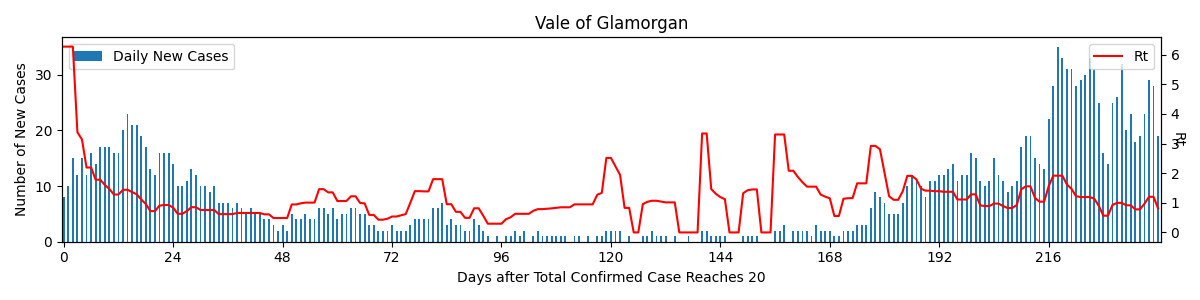 Vale of Glamorgan
Daily New Cases
Rt
Number of New Cases
30
20
10
0
6
5
4
3
2
1
0
Rt
0 24 48 72 96 120 144 168 192 216
Days after Total Confirmed Case Reaches 20